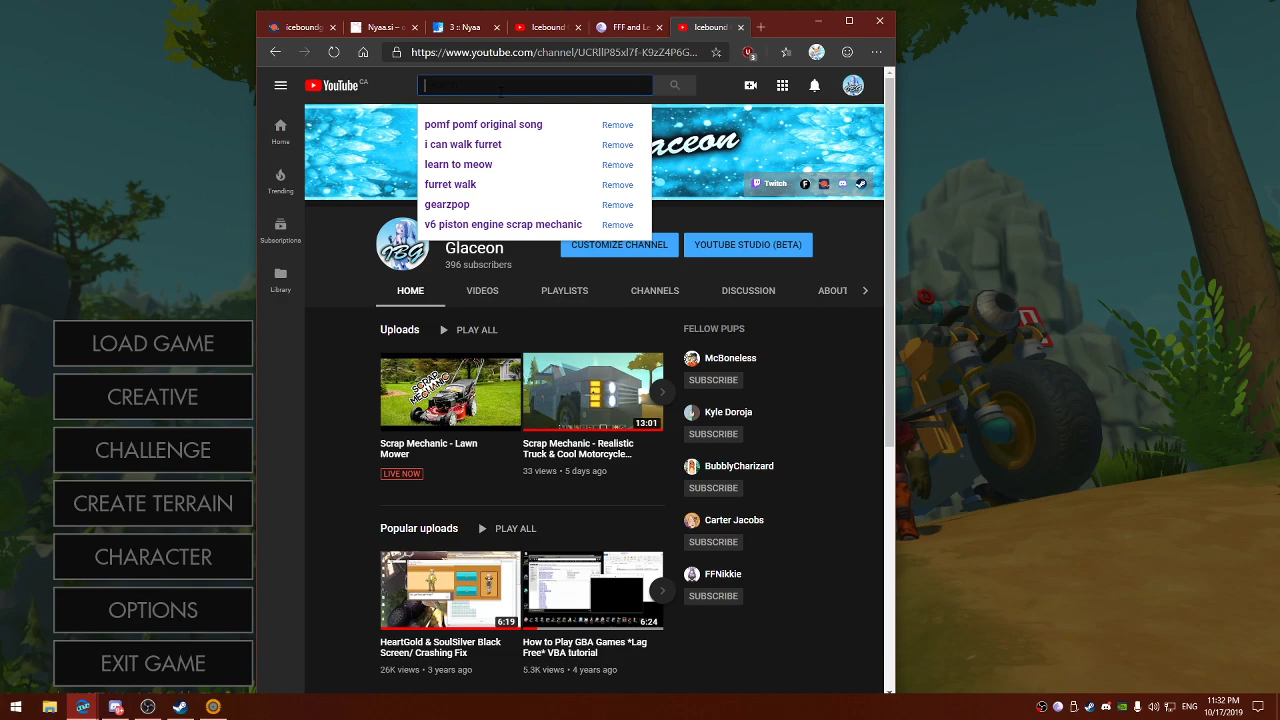 iceboundg
Nyaa.si – o
3 :: Nyaa
Icebound
FFF and Le
Icebound
https://www.youtube.com/channel/UCRllP85xI7f-K9zZ4P6G...
3
YouTube CA
Home
Trending
Subscriptions
Library
pomf pomf original song Remove
i can walk furret Remove
learn to meow Remove
furret walk Remove
gearzpop Remove
v6 piston engine scrap mechanic Remove
aceon
Twitch
IBG
Glaceon
396 subscribers
CUSTOMIZE CHANNEL
YOUTUBE STUDIO (BETA)
HOME VIDEOS PLAYLISTS CHANNELS DISCUSSION ABOUT
Uploads PLAY ALL
SCRAP
MECHANIC
13:01
Scrap Mechanic - Lawn
Mower
LIVE NOW
Scrap Mechanic - Realistic
Truck & Cool Motorcycle...
33 views • 5 days ago
Popular uploads PLAY ALL
6:19
6:24
HeartGold & SoulSilver Black
Screen/ Crashing Fix
26K views • 3 years ago
How to Play GBA Games *Lag
Free* VBA tutorial
5.3K views • 4 years ago
FELLOW PUPS
McBoneless
SUBSCRIBE
Kyle Doroja
SUBSCRIBE
BubblyCharizard
SUBSCRIBE
Carter Jacobs
SUBSCRIBE
FFNikkie
SUBSCRIBE
LOAD GAME
CREATIVE
CHALLENGE
CREATE TERRAIN
CHARACTER
OPTIONS
EXIT GAME
ENG
11:32 PM
10/17/2019